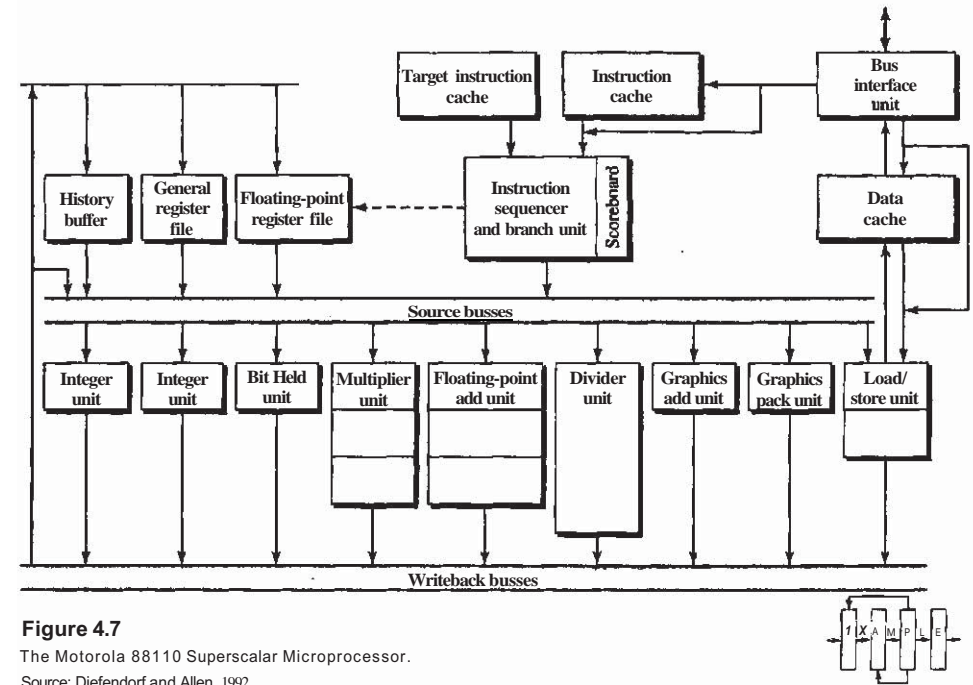 Target instruction
cache
Instruction
cache
Bus
interface
unit
History
buffer
General
register
file
Floating-point
register file
Instruction
sequencer
and branch unit
Scoreboard
Data
cache
Source busses
Integer
unit
Integer
unit
Bit Held
unit
Multiplier
unit
Floating-point
add unit
Divider
unit
Graphics
add unit
Graphics
pack unit
Load/
store unit
Writeback busses
1 X A M P L E
Figure 4.7
The Motorola 88110 Superscalar Microprocessor.
Source: Diefendorf and Allen, 1992